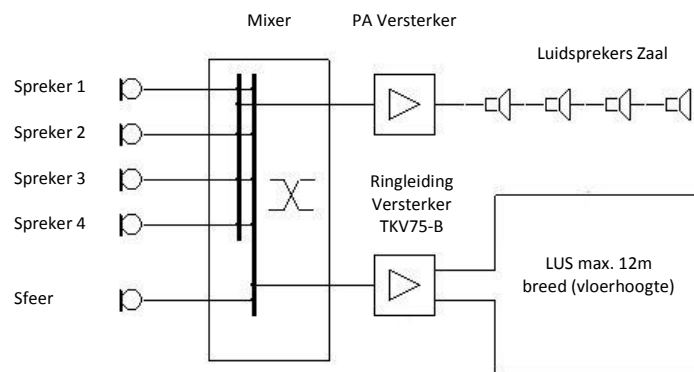 Mixer
PA Versterker
Luidsprekers Zaal
Spreker 1
Spreker 2
Spreker 3
Spreker 4
Sfeer
Ringleiding
Versterker
TKV75-B
LUS max. 12m
breed (vloerhoogte)